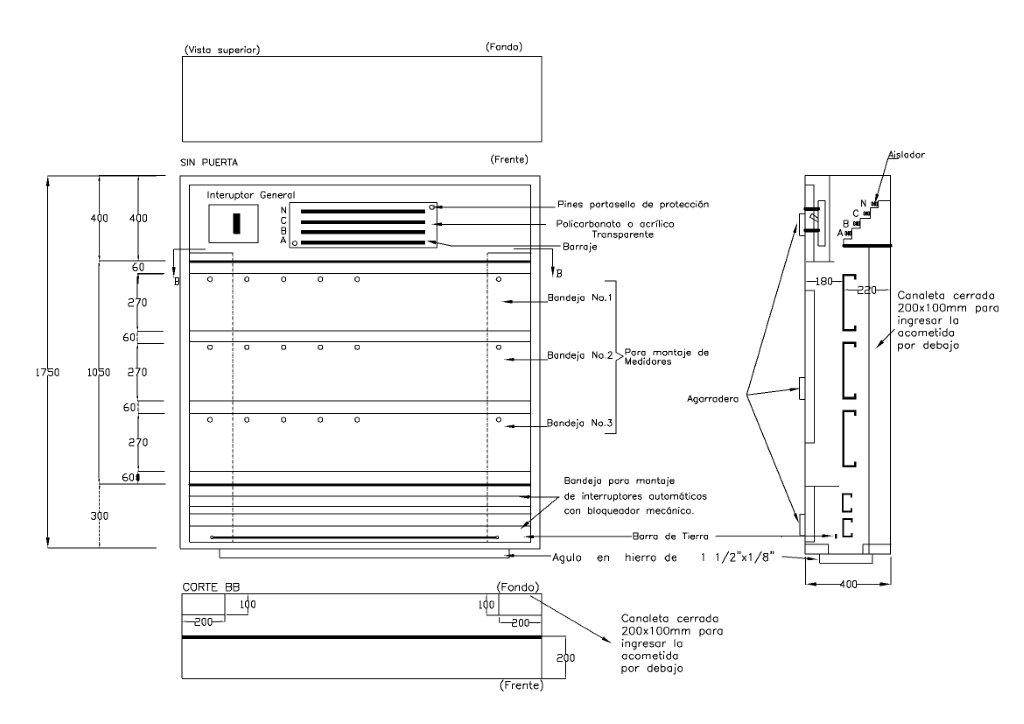 (Vista superior)
(Fondo)
SIN PUERTA
(Frente)
Interuptor General
N
C
B
A
Pines portasello de protección
Policarbonato o acrílico
Transparente
Barraje
B
B
400
400
60
270
60
270
60
270
60
1750
1050
300
Bandeja No.1
Bandeja No.2
Bandeja No.3
Para montaje de
Medidores
Bandeja para montaje
de interruptores automáticos
con bloqueador mecánico.
Barra de Tierra
Agulo en hierro de 1 1/2"x1/8"
Aislador
N
C
B
A
180
220
Canaleta cerrada
200x100mm para
ingresar la
acometida
por debajo
Agarradera
400
CORTE BB
(Fondo)
100
200
100
200
200
(Frente)
Canaleta cerrada
200x100mm para
ingresar la
acometida
por debajo